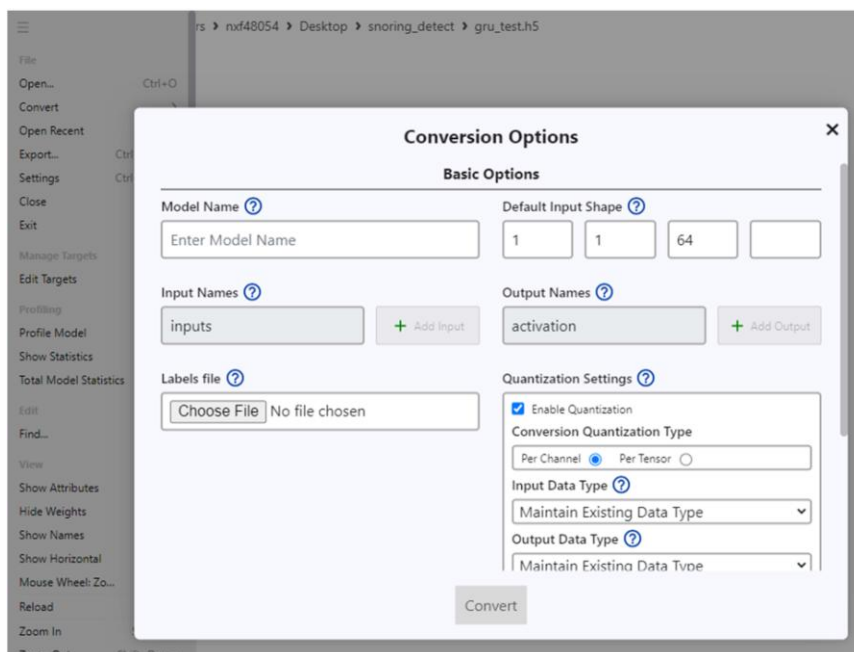 rs > nxf48054 > Desktop > snoring_detect > gru_test.h5
File
Open... Ctrl+O
Convert
Open Recent
Export... Ctrl
Settings Ctrl
Close
Exit
Manage Targets
Edit Targets
Profiling
Profile Model
Show Statistics
Total Model Statistics
Edit
Find...
View
Show Attributes
Hide Weights
Show Names
Show Horizontal
Mouse Wheel: Zo...
Reload
Zoom In
Conversion Options
Basic Options
Model Name ?
Enter Model Name
Default Input Shape ?
1 1 64
Input Names ?
inputs + Add Input
Output Names ?
activation + Add Output
Labels file ?
Choose File No file chosen
Quantization Settings ?
Enable Quantization
Conversion Quantization Type
Per Channel Per Tensor
Input Data Type ?
Maintain Existing Data Type
Output Data Type ?
Maintain Existing Data Type
Convert